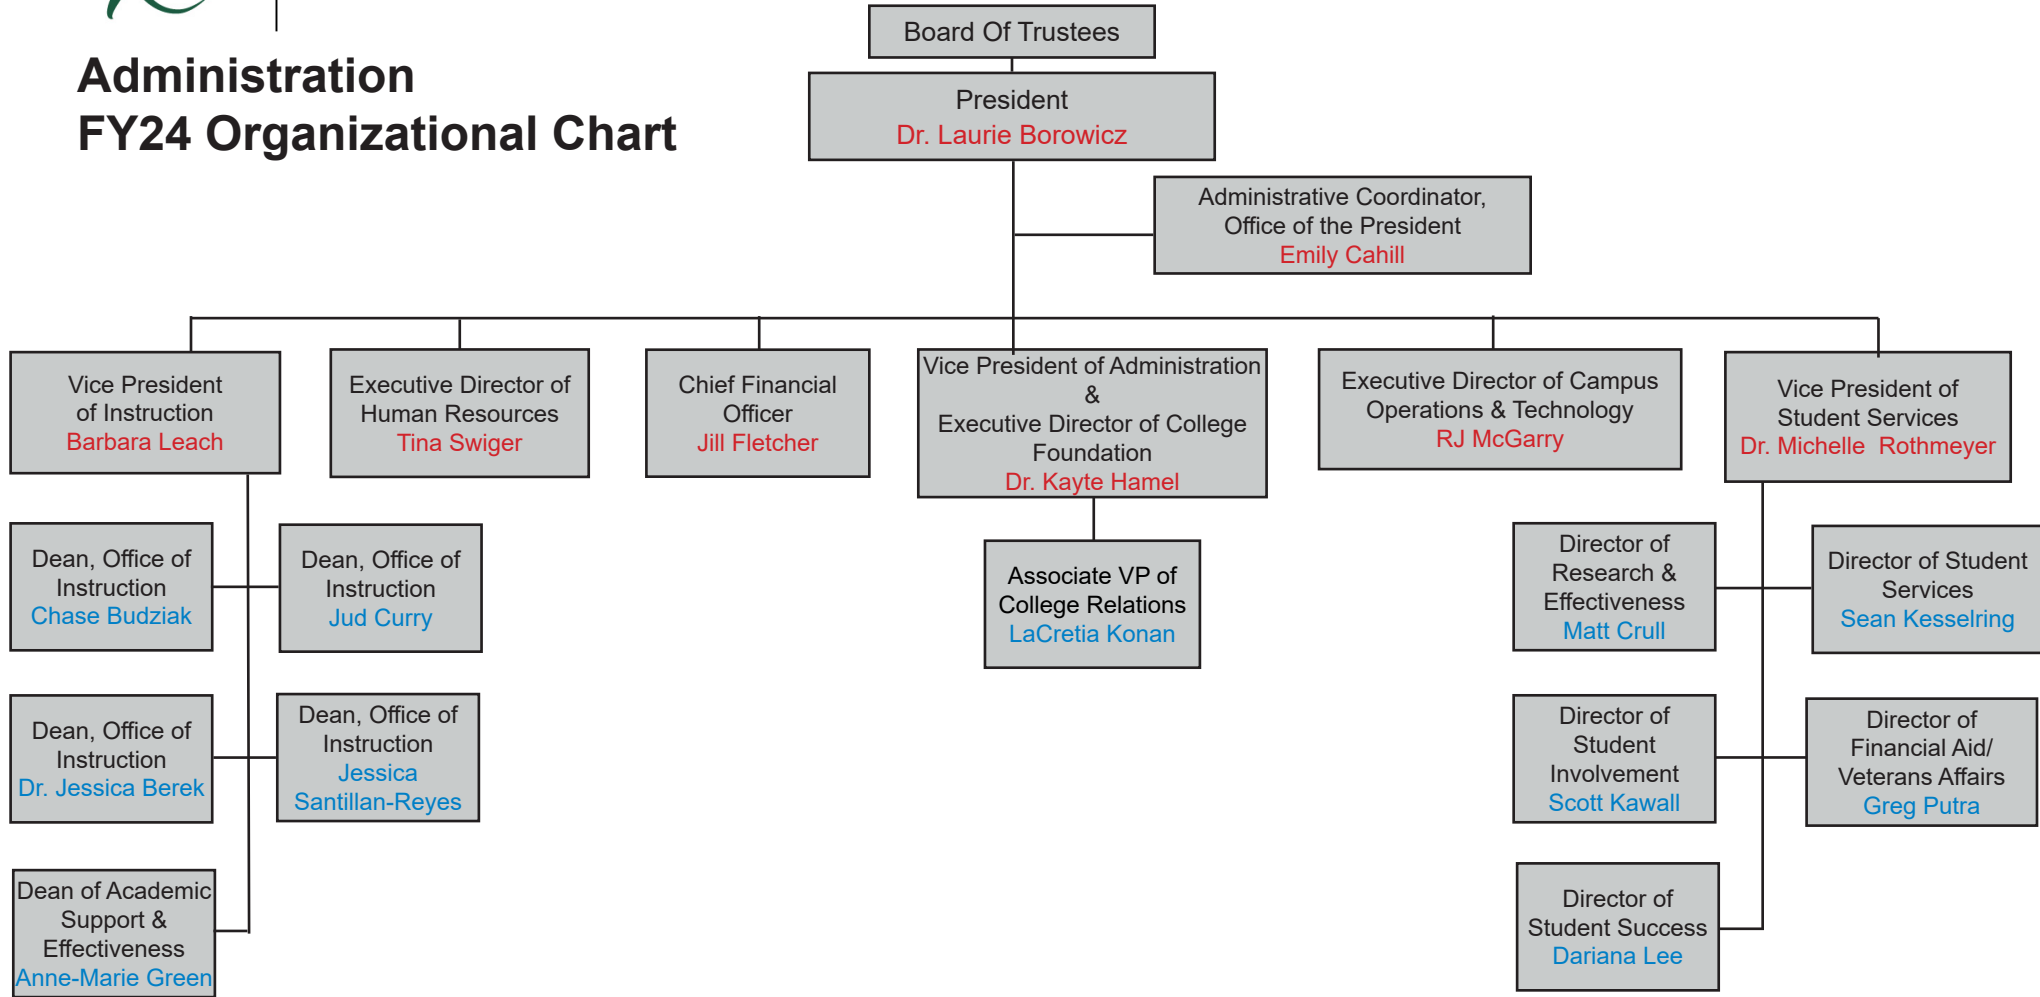 Administration
FY24 Organizational Chart
Board Of Trustees
President
Dr. Laurie Borowicz
Administrative Coordinator,
Office of the President
Emily Cahill
Vice President
of Instruction
Barbara Leach
Executive Director of
Human Resources
Tina Swiger
Chief Financial
Officer
Jill Fletcher
Vice President of Administration
&
Executive Director of College
Foundation
Dr. Kayte Hamel
Executive Director of Campus
Operations & Technology
RJ McGarry
Vice President of
Student Services
Dr. Michelle  Rothmeyer
Dean, Office of
Instruction
Chase Budziak
Dean, Office of
Instruction
Jud Curry
Associate VP of
College Relations
LaCretia Konan
Director of
Research &
Effectiveness
Matt Crull
Director of Student
Services
Sean Kesselring
Dean, Office of
Instruction
Dr. Jessica Berek
Dean, Office of
Instruction
Jessica
Santillan-Reyes
Director of
Student
Involvement
Scott Kawall
Director of
Financial Aid/
Veterans Affairs
Greg Putra
Dean of Academic
Support &
Effectiveness
Anne-Marie Green
Director of
Student Success
Dariana Lee